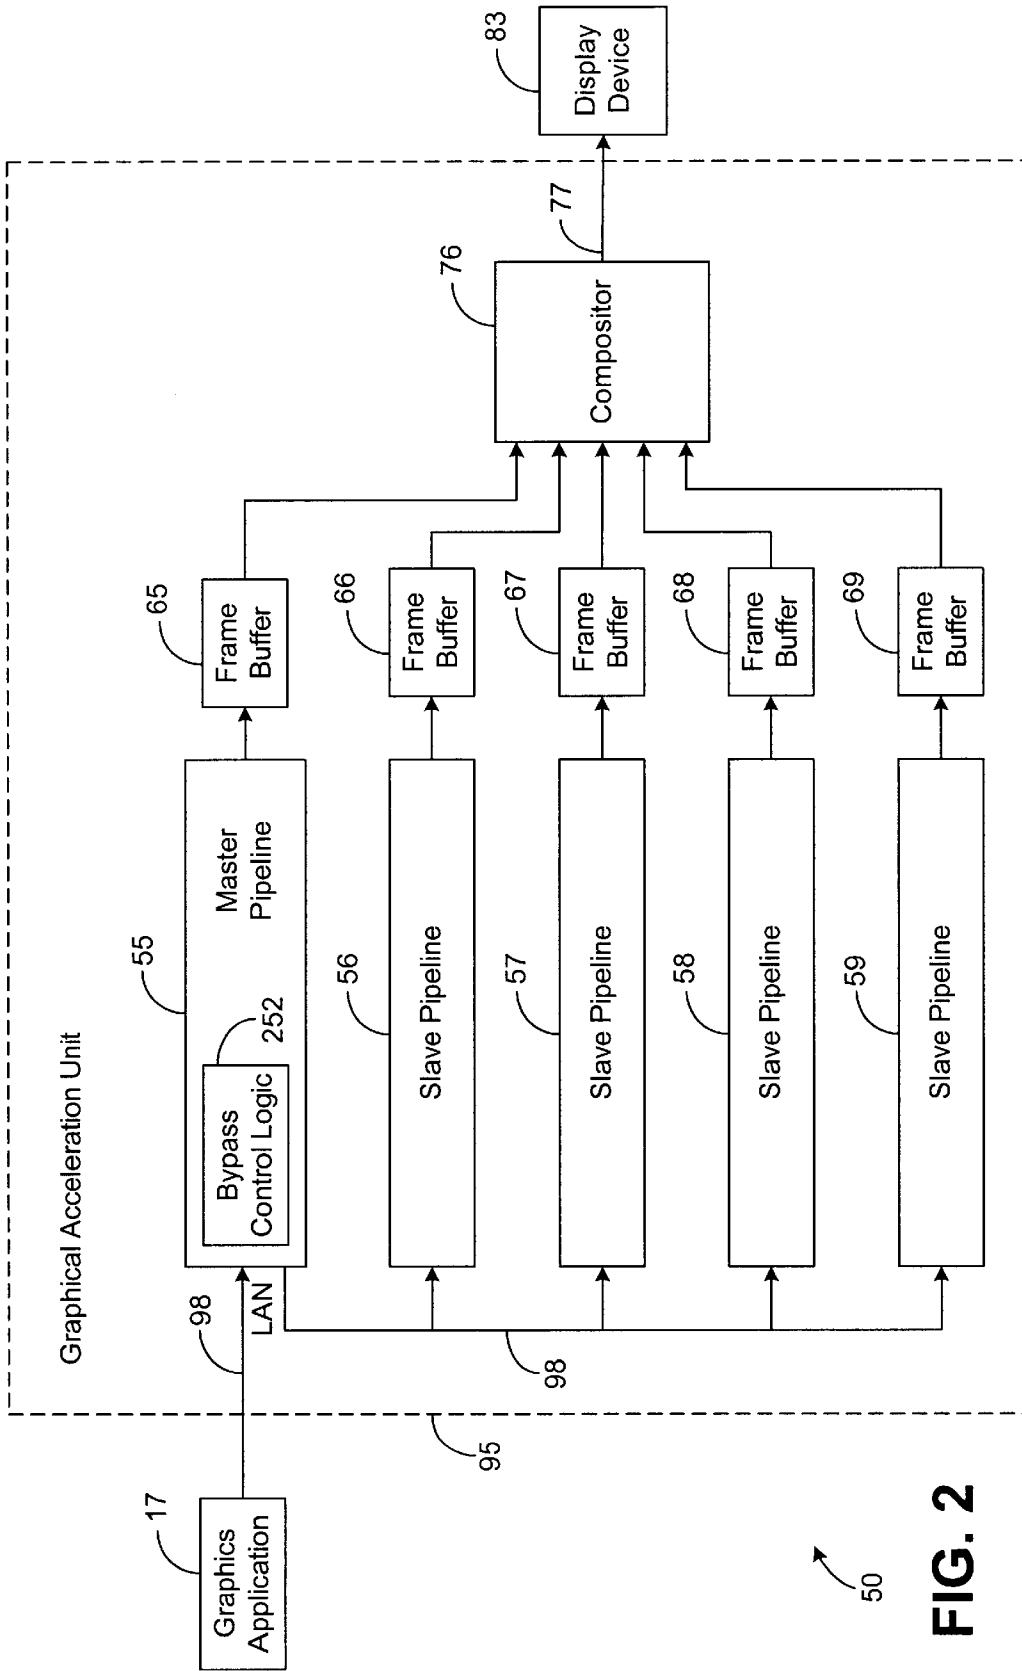 Graphical Acceleration Unit
17
Graphics
Application
98
LAN
98
95
55
252
Bypass
Control Logic
Master
Pipeline
65
Frame
Buffer
56
Slave Pipeline
66
Frame
Buffer
57
Slave Pipeline
67
Frame
Buffer
58
Slave Pipeline
68
Frame
Buffer
59
Slave Pipeline
69
Frame
Buffer
76
Compositor
77
83
Display
Device
50
FIG. 2